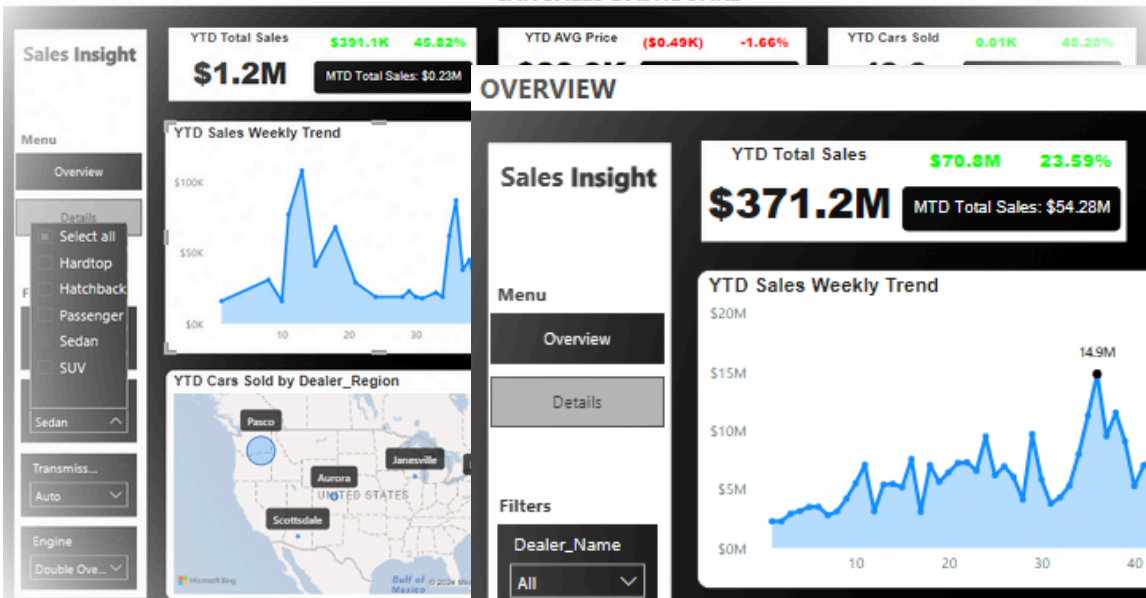 Sales Insight
YTD Total Sales
$391.1K 45.82%
$1.2M
MTD Total Sales: $0.23M
YTD AVG Price
($0.49K) -1.66%
YTD Cars Sold
0.01K 48.28%
Menu
Overview
Details
Select all
Hardtop
Hatchback
Passenger
Sedan
SUV
Sedan
Transmiss...
Auto
Engine
Double Ove...
YTD Sales Weekly Trend
$100K
$50K
$0K
10 20 30
YTD Cars Sold by Dealer_Region
Pasco
Janesville
Aurora
UNITED STATES
Scottsdale
Microsoft Bing
Gulf of
Mexico
OVERVIEW
Sales Insight
YTD Total Sales
$70.8M 23.59%
$371.2M
MTD Total Sales: $54.28M
Menu
Overview
Details
Filters
Dealer_Name
All
YTD Sales Weekly Trend
$20M
$15M
$10M
$5M
$0M
14.9M
10 20 30 40